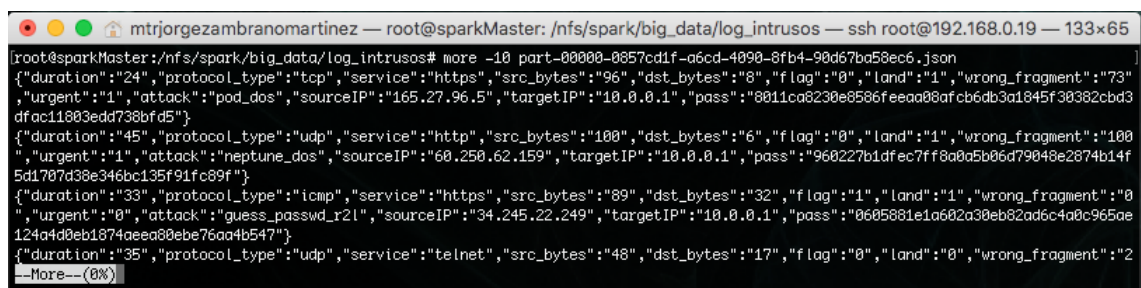 mtrjorgezambranomartinez — root@sparkMaster: /nfs/spark/big_data/log_intrusos — ssh root@192.168.0.19 — 133×65
[root@sparkMaster:/nfs/spark/big_data/log_intrusos# more -10 part-00000-0857cd1f-a6cd-4090-8fb4-90d67ba58ec6.json ]
{"duration":"24","protocol_type":"tcp","service":"https","src_bytes":"96","dst_bytes":"8","flag":"0","land":"1","wrong_fragment":"73"
,"urgent":"1","attack":"pod_dos","sourceIP":"165.27.96.5","targetIP":"10.0.0.1","pass":"8011ca8230e8586feeaa08afcb6db3a1845f30382cbd3
dfac11803edd738bfd5"}
{"duration":"45","protocol_type":"udp","service":"http","src_bytes":"100","dst_bytes":"6","flag":"0","land":"1","wrong_fragment":"100
","urgent":"1","attack":"neptune_dos","sourceIP":"60.250.62.159","targetIP":"10.0.0.1","pass":"960227b1dfec7ff8a0a5b06d79048e2874b14f
5d1707d38e346bc135f91fc89f"}
{"duration":"33","protocol_type":"icmp","service":"https","src_bytes":"89","dst_bytes":"32","flag":"1","land":"1","wrong_fragment":"0
","urgent":"0","attack":"guess_passwd_r2l","sourceIP":"34.245.22.249","targetIP":"10.0.0.1","pass":"0605881e1a602a30eb82ad6c4a0c965ae
124a4d0eb1874aeea80ebe76aa4b547"}
{"duration":"35","protocol_type":"udp","service":"telnet","src_bytes":"48","dst_bytes":"17","flag":"0","land":"0","wrong_fragment":"2
--More--(0%)